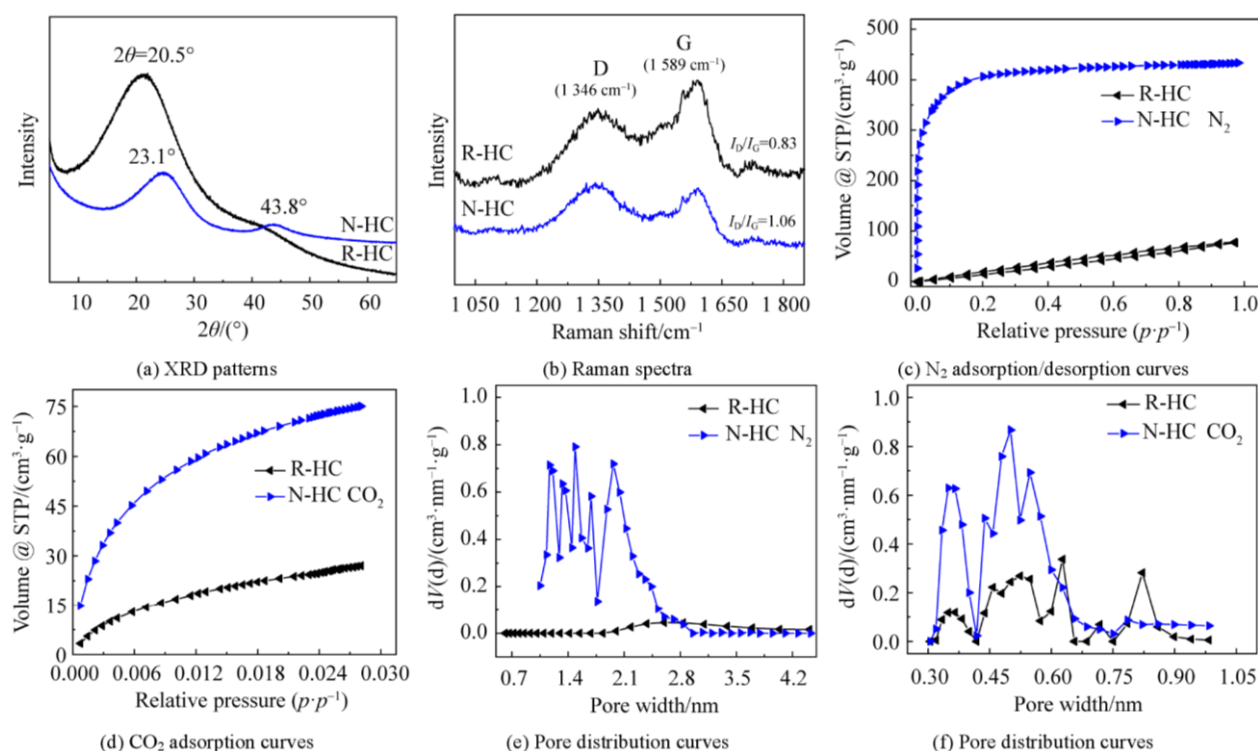 Intensity
2θ=20.5°
23.1°
43.8°
N-HC
R-HC
10 20 30 40 50 60
2θ/(°)
(a) XRD patterns
Intensity
D
(1 346 cm⁻¹)
G
(1 589 cm⁻¹)
R-HC
I_D/I_G=0.83
N-HC
I_D/I_G=1.06
1 050 1 200 1 350 1 500 1 650 1 800
Raman shift/cm⁻¹
(b) Raman spectra
Volume @ STP/(cm³·g⁻¹)
500
400
300
200
100
0
R-HC
N-HC N₂
0.0 0.2 0.4 0.6 0.8 1.0
Relative pressure (p·p⁻¹)
(c) N₂ adsorption/desorption curves
Volume @ STP/(cm³·g⁻¹)
75
60
45
30
15
0
R-HC
N-HC CO₂
0.000 0.006 0.012 0.018 0.024 0.030
Relative pressure (p·p⁻¹)
(d) CO₂ adsorption curves
dV(d)/(cm³·nm⁻¹·g⁻¹)
1.0
0.8
0.6
0.4
0.2
0.0
R-HC
N-HC N₂
0.7 1.4 2.1 2.8 3.5 4.2
Pore width/nm
(e) Pore distribution curves
dV(d)/(cm³·nm⁻¹·g⁻¹)
1.0
0.8
0.6
0.4
0.2
0.0
R-HC
N-HC CO₂
0.30 0.45 0.60 0.75 0.90 1.05
Pore width/nm
(f) Pore distribution curves